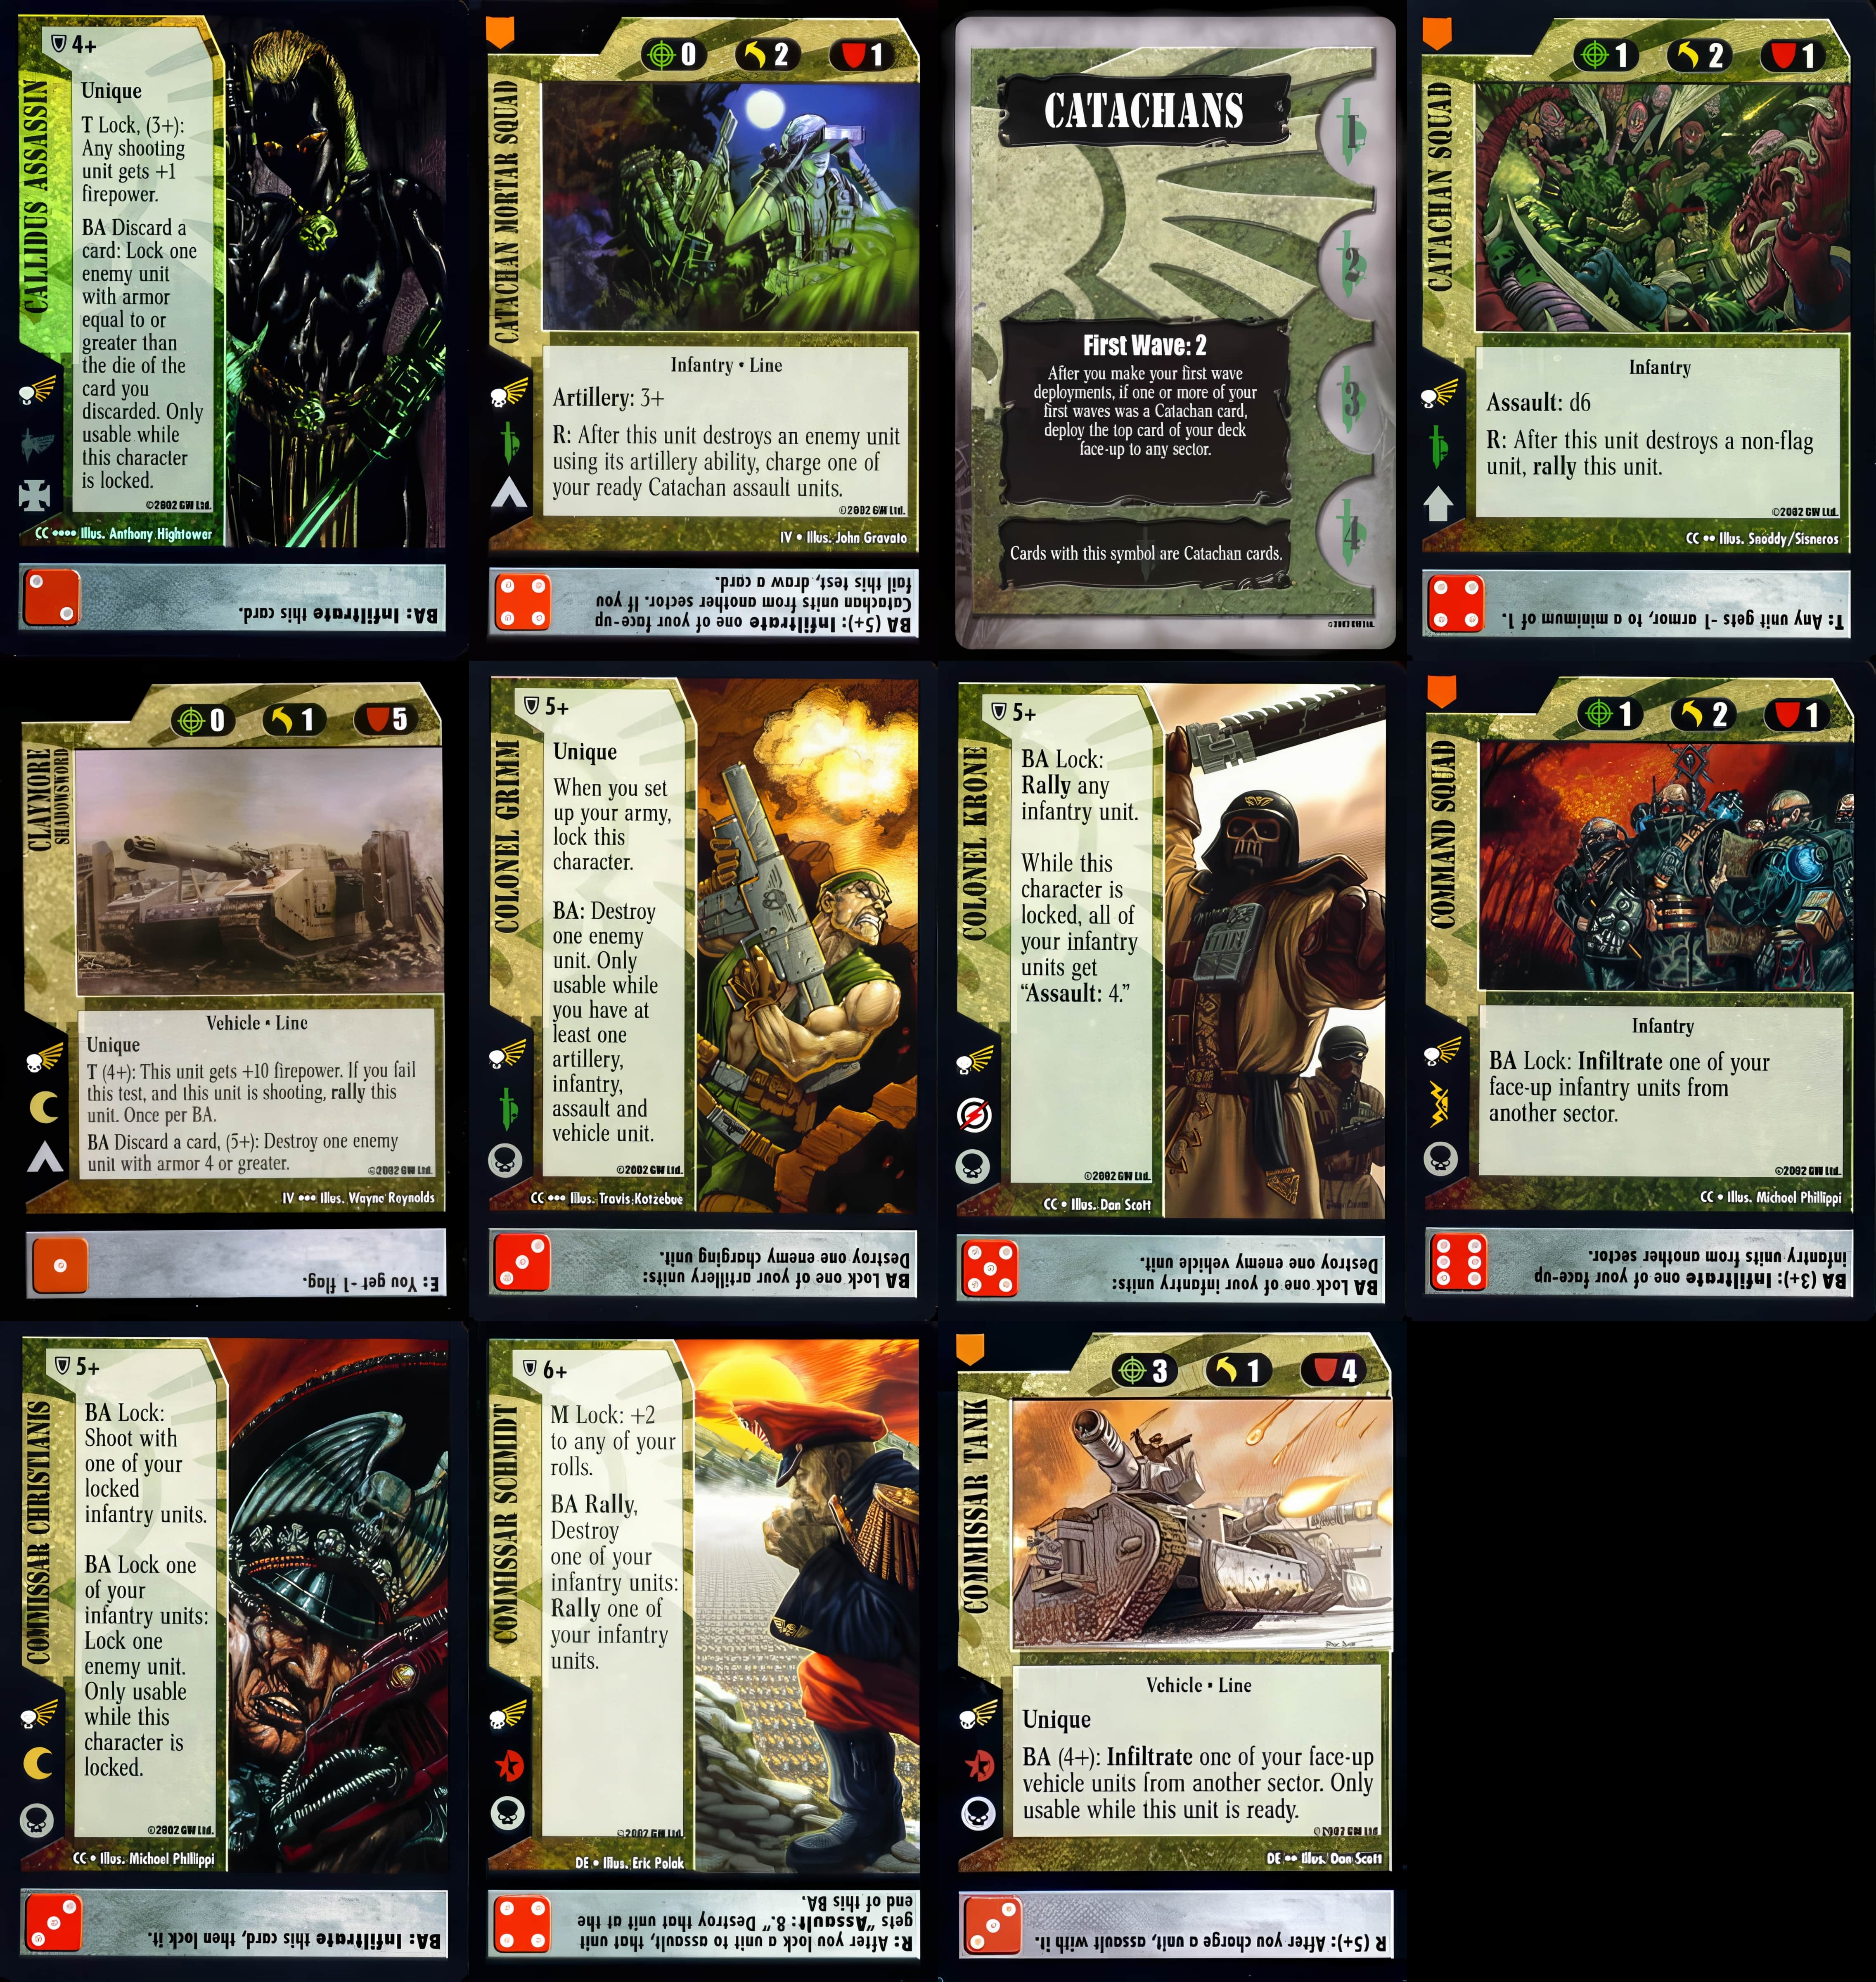 4+
CALLIDUS ASSASSIN
Unique
T Lock, (3+):
Any shooting
unit gets +1
firepower.
BA Discard a
card: Lock one
enemy unit
with armor
equal to or
greater than
the die of the
card you
discarded. Only
usable while
this character
is locked.
©2002 GW Ltd.
CC •••• Illus. Anthony Hightower
BA: Infiltrate this card.
0 2 1
CATACHAN MORTAR SQUAD
Infantry • Line
Artillery: 3+
R: After this unit destroys an enemy unit
using its artillery ability, charge one of
your ready Catachan assault units.
©2002 GW Ltd.
IV • Illus. John Gravato
BA (5+): Infiltrate one of your face-up
Catachan units from another sector. If you
fail this test, draw a card.
CATACHANS
1
2
3
4
First Wave: 2
After you make your first wave
deployments, if one or more of your
first waves was a Catachan card,
deploy the top card of your deck
face-up to any sector.
Cards with this symbol are Catachan cards.
1 2 1
CATACHAN SQUAD
Infantry
Assault: d6
R: After this unit destroys a non-flag
unit, rally this unit.
©2002 GW Ltd.
CC •• Illus. Snoddy/Sisneros
T: Any unit gets -1 armor, to a minimum of 1.
0 1 5
CLAYMORE
SHADOWSWORD
Vehicle • Line
Unique
T (4+): This unit gets +10 firepower. If you fail
this test, and this unit is shooting, rally this
unit. Once per BA.
BA Discard a card, (5+): Destroy one enemy
unit with armor 4 or greater.
©2002 GW Ltd.
IV ••• Illus. Wayne Reynolds
E: You get -1 flag.
5+
COLONEL GRIMM
Unique
When you set
up your army,
lock this
character.
BA: Destroy
one enemy
unit. Only
usable while
you have at
least one
artillery,
infantry,
assault and
vehicle unit.
©2002 GW Ltd.
CC ••• Illus. Travis Kotzebue
BA Lock one of your artillery units:
Destroy one enemy charging unit.
5+
COLONEL KRONE
BA Lock:
Rally any
infantry unit.
While this
character is
locked, all of
your infantry
units get
“Assault: 4.”
©2002 GW Ltd.
CC • Illus. Dan Scott
BA Lock one of your infantry units:
Destroy one enemy vehicle unit.
1 2 1
COMMAND SQUAD
Infantry
BA Lock: Infiltrate one of your
face-up infantry units from
another sector.
©2002 GW Ltd.
CC • Illus. Michael Phillippi
BA (3+): Infiltrate one of your face-up
infantry units from another sector.
5+
COMMISSAR CHRISTIANIS
BA Lock:
Shoot with
one of your
locked
infantry units.
BA Lock one
of your
infantry units:
Lock one
enemy unit.
Only usable
while this
character is
locked.
©2002 GW Ltd.
CC • Illus. Michael Phillippi
BA: Infiltrate this card, then lock it.
6+
COMMISSAR SCHMIDT
M Lock: +2
to any of your
rolls.
BA Rally,
Destroy
one of your
infantry units:
Rally one of
your infantry
units.
©2002 GW Ltd.
DE • Illus. Eric Polak
R: After you lock a unit to assault, that unit
gets “Assault: 8.” Destroy that unit at the
end of this BA.
3 1 4
COMMISSAR TANK
Vehicle • Line
Unique
BA (4+): Infiltrate one of your face-up
vehicle units from another sector. Only
usable while this unit is ready.
©2002 GW Ltd
DE •• Illus. Dan Scott
R (5+): After you charge a unit, assault with it.